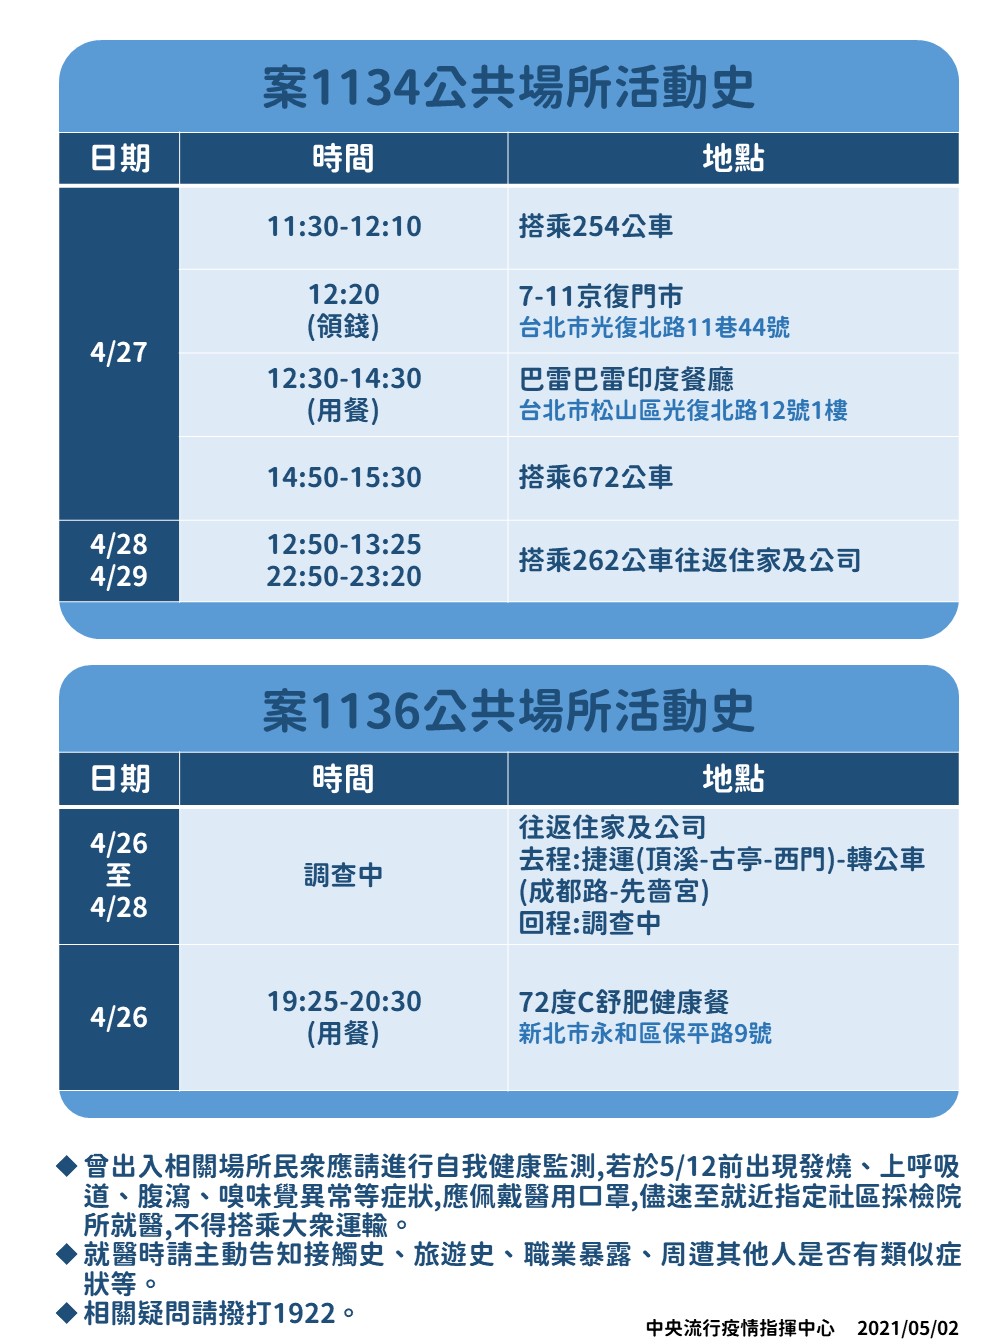 案1134公共場所活動史
日期 時間 地點
4/27
11:30-12:10 搭乘254公車
12:20
(領錢)
7-11京復門市
台北市光復北路11巷44號
12:30-14:30
(用餐)
巴雷巴雷印度餐廳
台北市松山區光復北路12號1樓
14:50-15:30 搭乘672公車
4/28
4/29
12:50-13:25
22:50-23:20
搭乘262公車往返住家及公司
案1136公共場所活動史
日期 時間 地點
4/26
至
4/28
調查中
往返住家及公司
去程:捷運(頂溪-古亭-西門)-轉公車
(成都路-先嗇宮)
回程:調查中
4/26
19:25-20:30
(用餐)
72度C舒肥健康餐
新北市永和區保平路9號
◆ 曾出入相關場所民眾應請進行自我健康監測,若於5/12前出現發燒、上呼吸
道、腹瀉、嗅味覺異常等症狀,應佩戴醫用口罩,儘速至就近指定社區採檢院
所就醫,不得搭乘大眾運輸。
◆ 就醫時請主動告知接觸史、旅遊史、職業暴露、周遭其他人是否有類似症
狀等。
◆ 相關疑問請撥打1922。
中央流行疫情指揮中心 2021/05/02